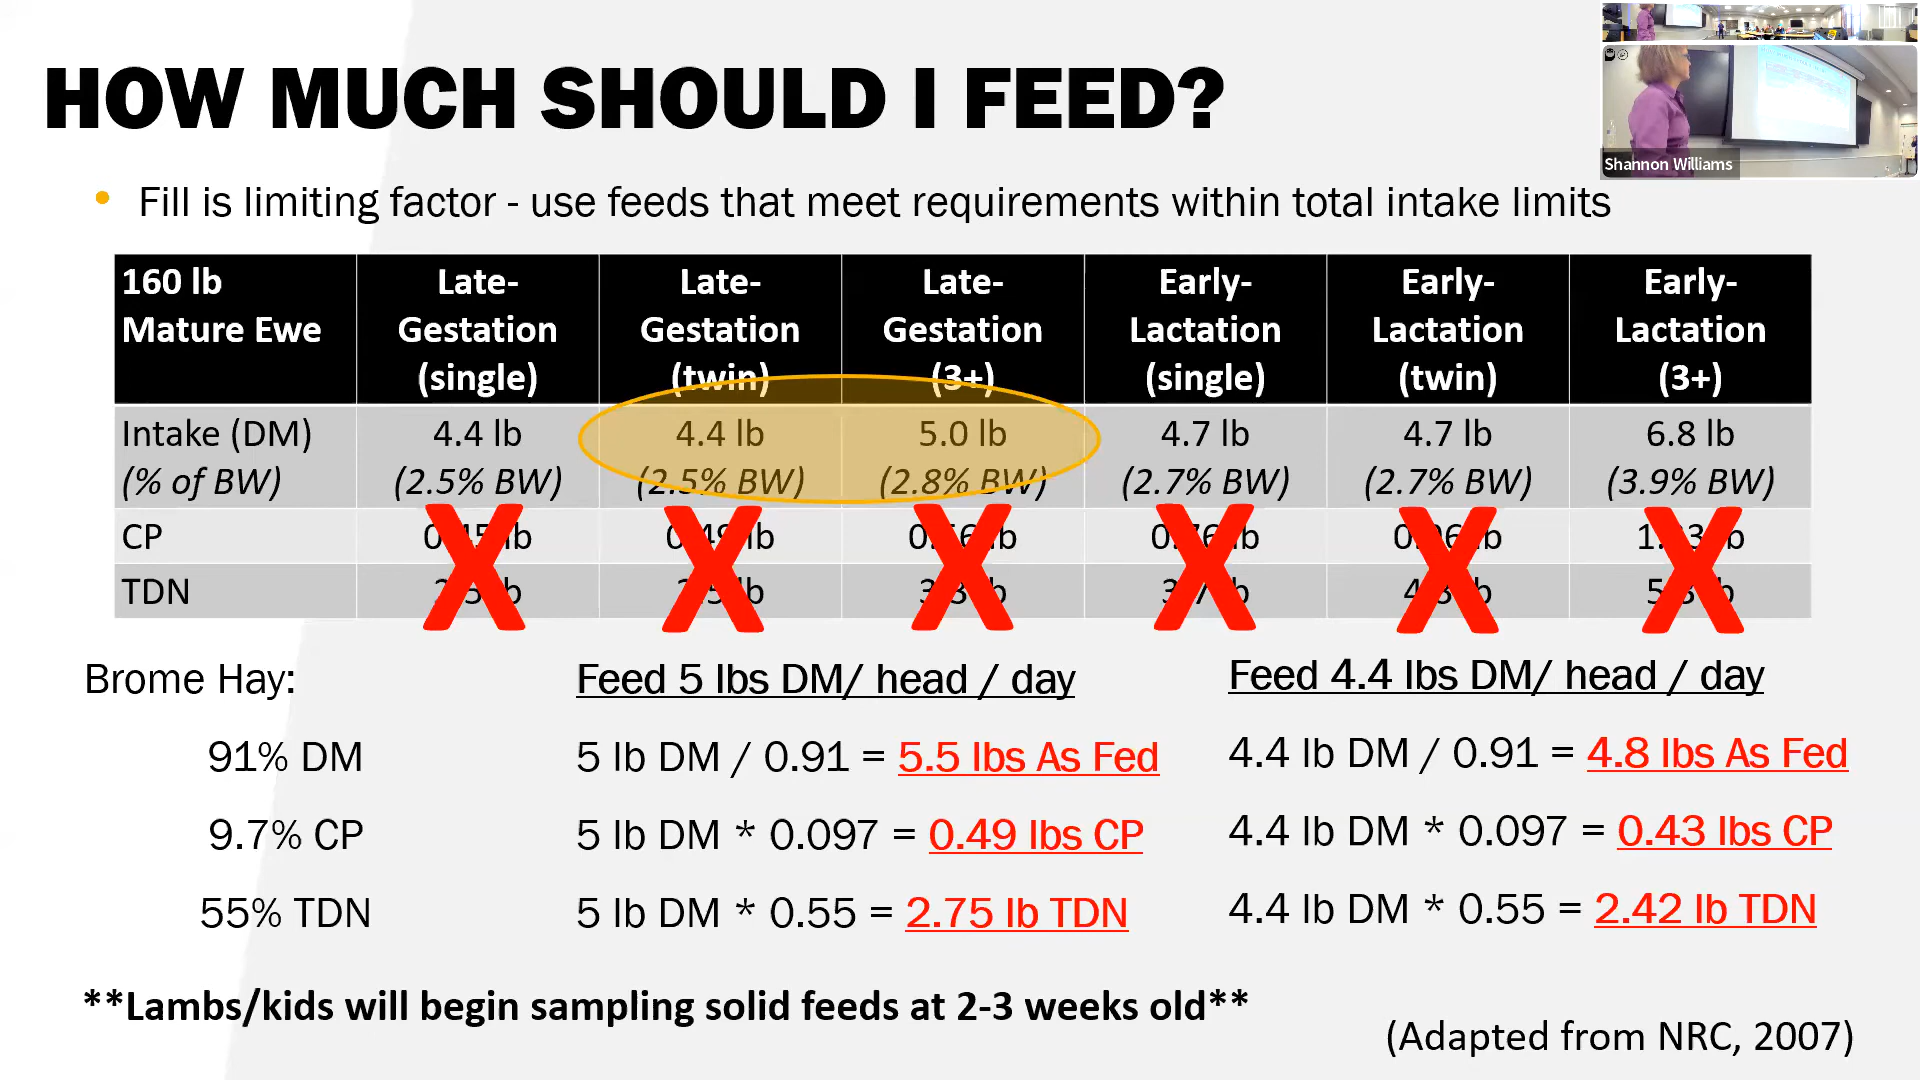 HOW MUCH SHOULD I FEED?
Shannon Williams
• Fill is limiting factor - use feeds that meet requirements within total intake limits
160 lb Mature Ewe
Late-Gestation (single)
Late-Gestation (twin)
Late-Gestation (3+)
Early-Lactation (single)
Early-Lactation (twin)
Early-Lactation (3+)
Intake (DM) 4.4 lb 4.4 lb 5.0 lb 4.7 lb 4.7 lb 6.8 lb
(% of BW) (2.5% BW) (2.5% BW) (2.8% BW) (2.7% BW) (2.7% BW) (3.9% BW)
CP
TDN
Brome Hay:
91% DM
9.7% CP
55% TDN
Feed 5 lbs DM/ head / day
5 lb DM / 0.91 = 5.5 lbs As Fed
5 lb DM * 0.097 = 0.49 lbs CP
5 lb DM * 0.55 = 2.75 lb TDN
Feed 4.4 lbs DM/ head / day
4.4 lb DM / 0.91 = 4.8 lbs As Fed
4.4 lb DM * 0.097 = 0.43 lbs CP
4.4 lb DM * 0.55 = 2.42 lb TDN
**Lambs/kids will begin sampling solid feeds at 2-3 weeks old**
(Adapted from NRC, 2007)